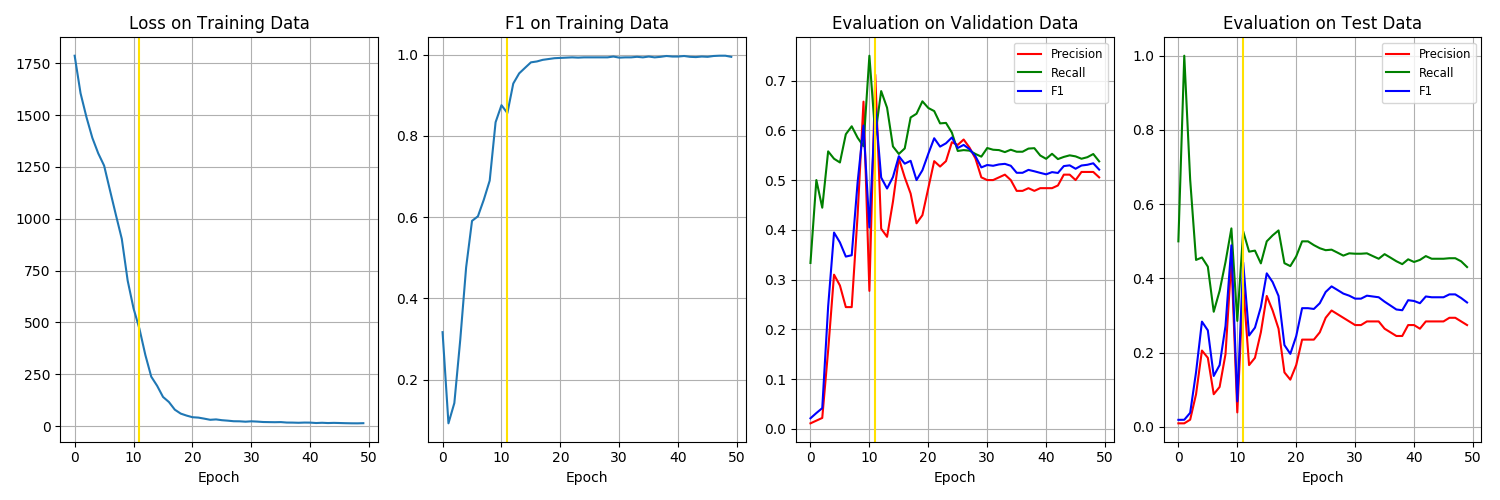 Loss on Training Data
1750
1500
1250
1000
750
500
250
0
0 10 20 30 40 50
Epoch
F1 on Training Data
1.0
0.8
0.6
0.4
0.2
0 10 20 30 40 50
Epoch
Evaluation on Validation Data
Precision
Recall
F1
0.7
0.6
0.5
0.4
0.3
0.2
0.1
0.0
0 10 20 30 40 50
Epoch
Evaluation on Test Data
Precision
Recall
F1
1.0
0.8
0.6
0.4
0.2
0.0
0 10 20 30 40 50
Epoch